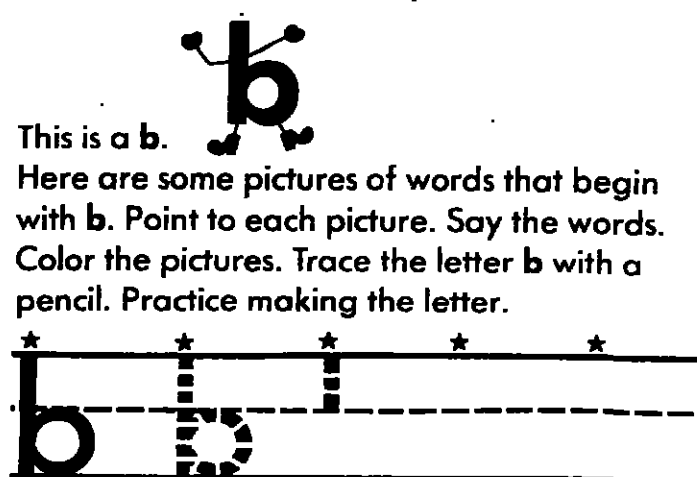 b
This is a b.
Here are some pictures of words that begin
with b. Point to each picture. Say the words.
Color the pictures. Trace the letter b with a
pencil. Practice making the letter.
b b